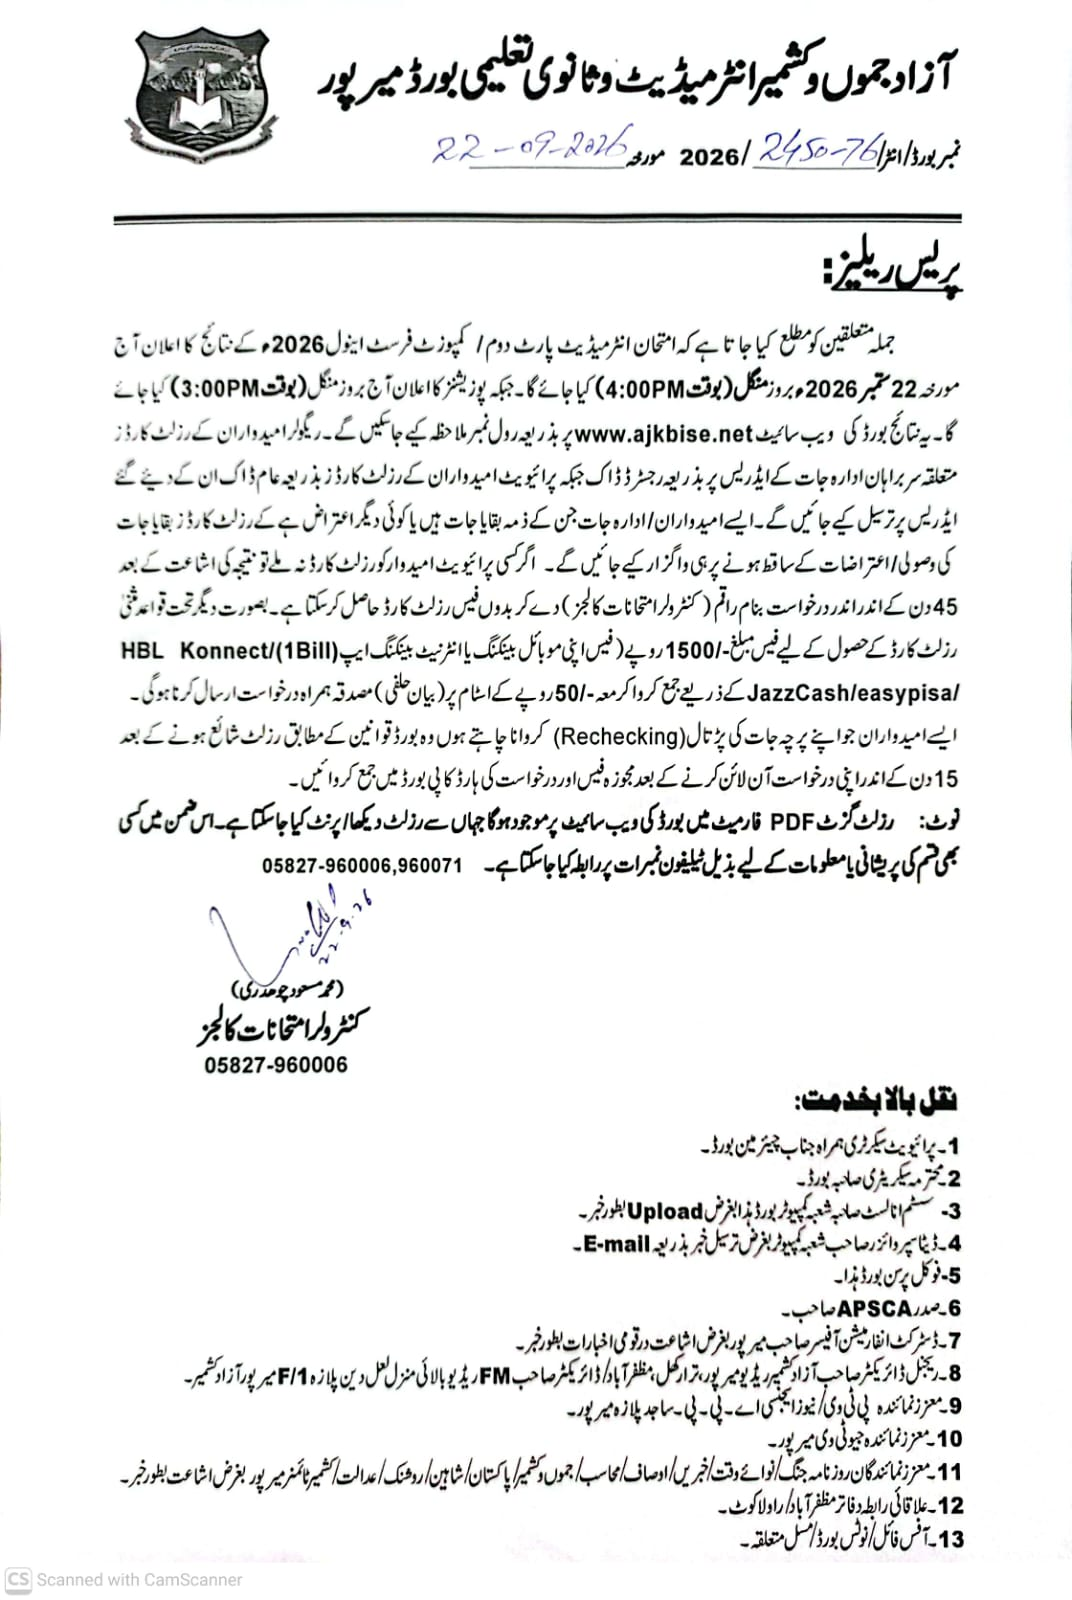 آزاد جموں و کشمیر انٹرمیڈیٹ و ثانوی تعلیمی بورڈ میرپور
نمبر بورڈ/انٹر/2450-76/2026 مورخہ 22-09-2026
پریس ریلیز:
جملہ متعلقین کو مطلع کیا جاتا ہے کہ امتحان انٹرمیڈیٹ پارٹ دوم/ کمپوزٹ فرسٹ اینول 2026ء کے نتائج کا اعلان آج
مورخہ 22 ستمبر 2026ء بروز منگل (بوقت 4:00PM) کیا جائے گا۔ جبکہ پوزیشنز کا اعلان آج بروز منگل (بوقت 3:00PM) کیا جائے
گا۔ یہ نتائج بورڈ کی ویب سائیٹ www.ajkbise.net پر بذریعہ رول نمبر ملاحظہ کیے جا سکیں گے۔ ریگولر امیدواران کے رزلٹ کارڈز
متعلقہ سربراہان ادارہ جات کے ایڈریس پر بذریعہ رجسٹرڈ ڈاک جبکہ پرائیویٹ امیدواران کے رزلٹ کارڈز بذریعہ عام ڈاک ان کے دیئے گئے
ایڈریس پر ترسیل کیے جائیں گے۔ ایسے امیدواران/ادارہ جات جن کے ذمہ بقایا جات ہیں یا کوئی دیگر اعتراض ہے کے رزلٹ کارڈز بقایا جات
کی وصولی/اعتراضات کے ساقط ہونے پر ہی واگزار کیے جائیں گے۔ اگر کسی پرائیویٹ امیدوار کو رزلٹ کارڈ نہ ملے تو نتیجہ کی اشاعت کے بعد
45 دن کے اندر اندر درخواست بنام راقم (کنٹرولر امتحانات کالجز) دے کر بدوں فیس رزلٹ کارڈ حاصل کر سکتا ہے۔ بصورت دیگر تحت قواعد مثنیٰ
رزلٹ کارڈ کے حصول کے لیے فیس مبلغ -/1500 روپے (فیس اپنی موبائل بینکنگ یا انٹرنیٹ بینکنگ ایپ HBL Konnect/(1Bill)
/JazzCash/easypisa کے ذریعے جمع کروا کر معہ -/50 روپے کے اسٹام پر (بیان حلفی) مصدقہ ہمراہ درخواست ارسال کرنا ہوگی۔
ایسے امیدواران جو اپنے پرچہ جات کی پڑتال (Rechecking) کروانا چاہتے ہوں وہ بورڈ قوانین کے مطابق رزلٹ شائع ہونے کے بعد
15 دن کے اندر اپنی درخواست آن لائن کرنے کے بعد مجوزہ فیس اور درخواست کی ہارڈ کاپی بورڈ میں جمع کروائیں۔
نوٹ: رزلٹ گزٹ PDF فارمیٹ میں بورڈ کی ویب سائیٹ پر موجود ہوگا جہاں سے رزلٹ دیکھا/پرنٹ کیا جا سکتا ہے۔ اس ضمن میں کسی
بھی قسم کی پریشانی یا معلومات کے لیے بذیل ٹیلیفون نمبرات پر رابطہ کیا جا سکتا ہے۔ 05827-960006,960071
22-9-26
(محمد مسعود چوھدری)
کنٹرولر امتحانات کالجز
05827-960006
نقل بالا بخدمت:
1۔ پرائیویٹ سیکرٹری ہمراہ جناب چیئرمین بورڈ۔
2۔ محترمہ سیکریٹری صاحبہ بورڈ۔
3- سسٹم انالسٹ صاحبہ شعبہ کمپیوٹر بورڈ ہذا بغرض Upload بطور خبر۔
4۔ ڈیٹا سپروائزر صاحب شعبہ کمپیوٹر بغرض ترسیل خبر بذریعہ E-mail۔
5- فوکل پرسن بورڈ ہذا۔
6۔ صدر APSCA صاحب۔
7۔ ڈسٹرکٹ انفارمیشن آفیسر صاحب میرپور بغرض اشاعت در قومی اخبارات بطور خبر۔
8۔ ریجنل ڈائریکٹر صاحب آزاد کشمیر ریڈیو میرپور، تراڑکھل، مظفرآباد/ ڈائریکٹر صاحب FM ریڈیو بالائی منزل لعل دین پلازہ F/1 میرپور آزاد کشمیر۔
9۔ معزز نمائندہ پی ٹی وی/ نیوز ایجنسی اے۔پی۔پی۔ ساجد پلازہ میرپور۔
10۔ معزز نمائندہ جیو ٹی وی میرپور۔
11۔ معزز نمائندگان روزنامہ جنگ/نوائے وقت/خبریں/اوصاف/محاسب/جموں و کشمیر/پاکستان/شاہین/روشنک/عدالت/کشمیر ٹائمنز میرپور بغرض اشاعت بطور خبر۔
12۔ علاقائی رابطہ دفاتر مظفرآباد/راولاکوٹ۔
13۔ آفس فائل/نوٹس بورڈ/مسل متعلقہ۔
CS Scanned with CamScanner